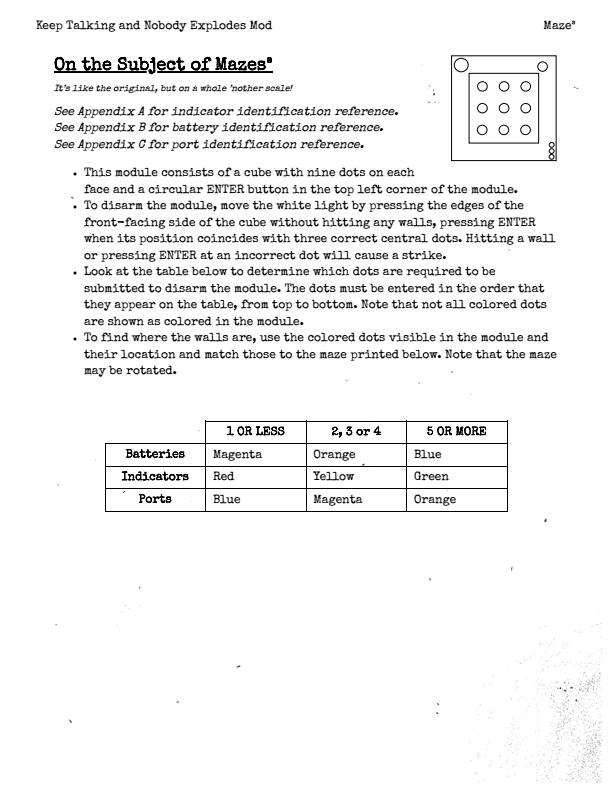 Keep Talking and Nobody Explodes Mod
Maze³
On the Subject of Mazes³
It's like the original, but on a whole 'nother scale!
See Appendix A for indicator identification reference.
See Appendix B for battery identification reference.
See Appendix C for port identification reference.
• This module consists of a cube with nine dots on each
face and a circular ENTER button in the top left corner of the module.
• To disarm the module, move the white light by pressing the edges of the
front-facing side of the cube without hitting any walls, pressing ENTER
when its position coincides with three correct central dots. Hitting a wall
or pressing ENTER at an incorrect dot will cause a strike.
• Look at the table below to determine which dots are required to be
submitted to disarm the module. The dots must be entered in the order that
they appear on the table, from top to bottom. Note that not all colored dots
are shown as colored in the module.
• To find where the walls are, use the colored dots visible in the module and
their location and match those to the maze printed below. Note that the maze
may be rotated.
1 OR LESS 2, 3 or 4 5 OR MORE
Batteries Magenta Orange Blue
Indicators Red Yellow Green
Ports Blue Magenta Orange